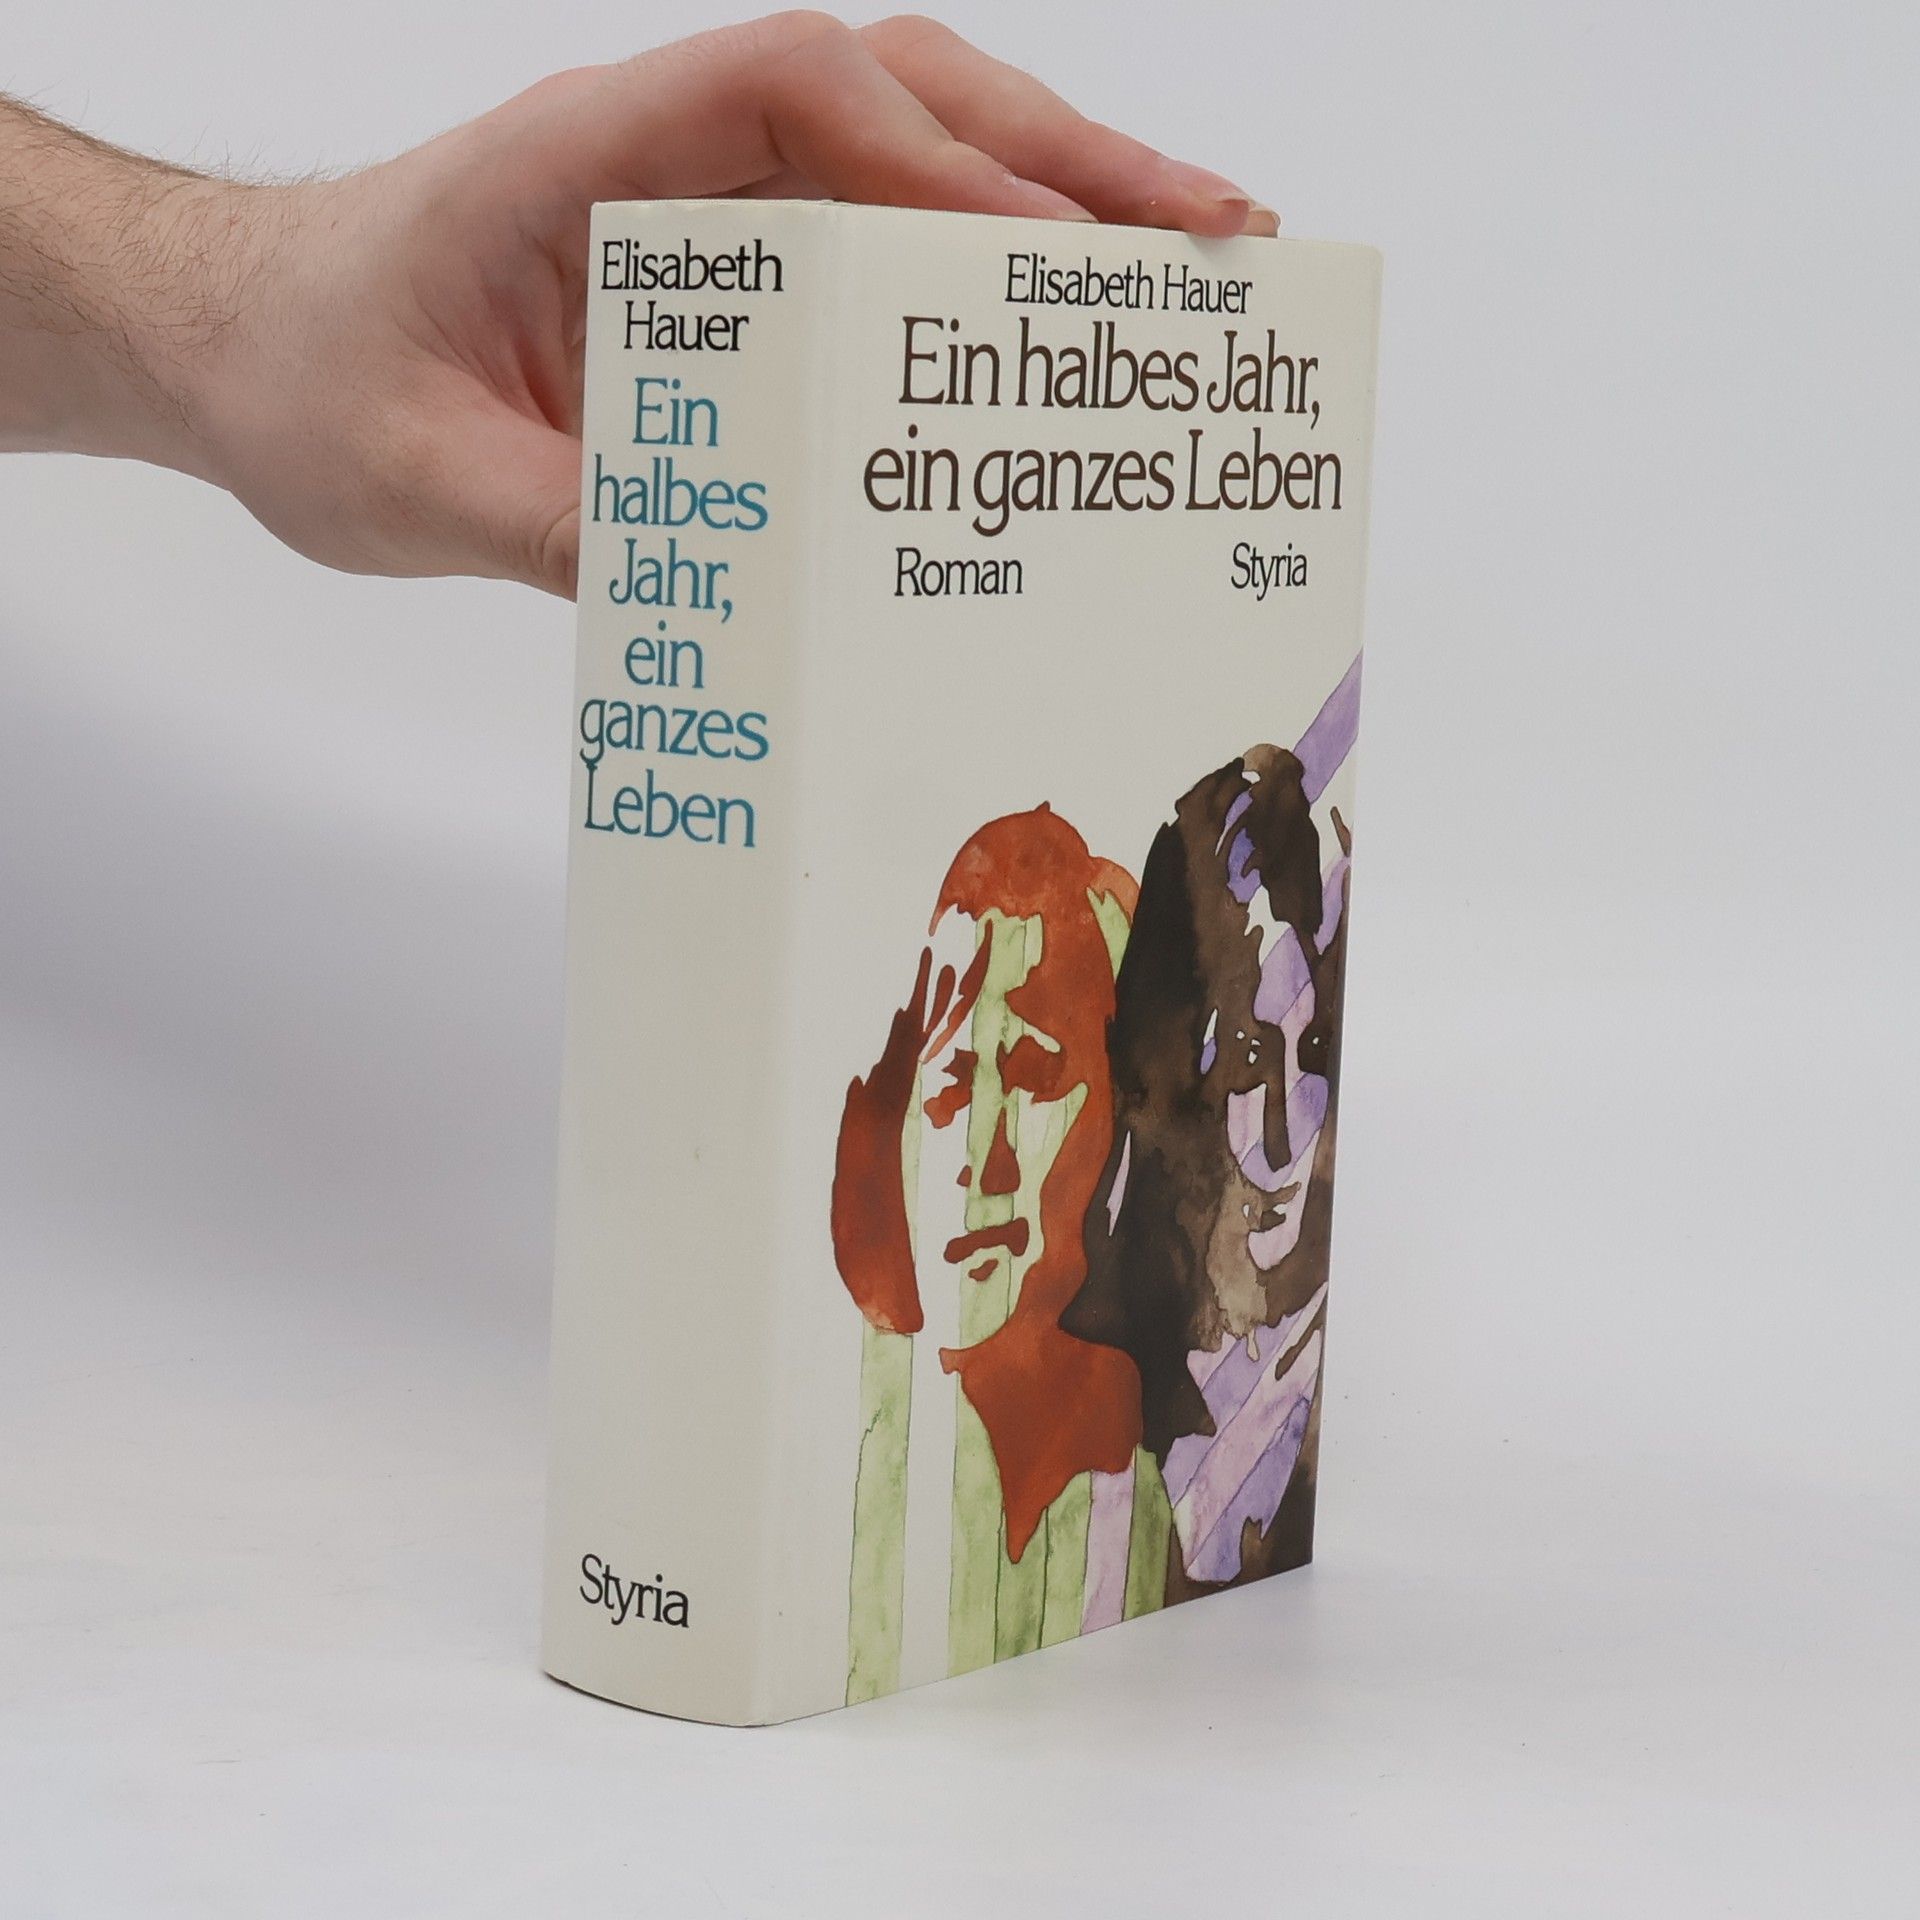 Elisabeth
Hauer
Ein
halbes
Jahr,
ein
ganzes
Leben
Styria
Elisabeth Hauer
Ein halbes Jahr,
ein ganzes Leben
Roman Styria